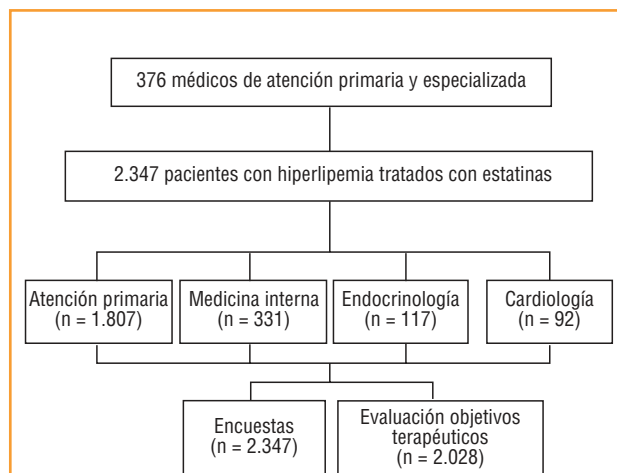 376 médicos de atención primaria y especializada
2.347 pacientes con hiperlipemia tratados con estatinas
Atención primaria
(n = 1.807)
Medicina interna
(n = 331)
Endocrinología
(n = 117)
Cardiología
(n = 92)
Encuestas
(n = 2.347)
Evaluación objetivos
terapéuticos
(n = 2.028)